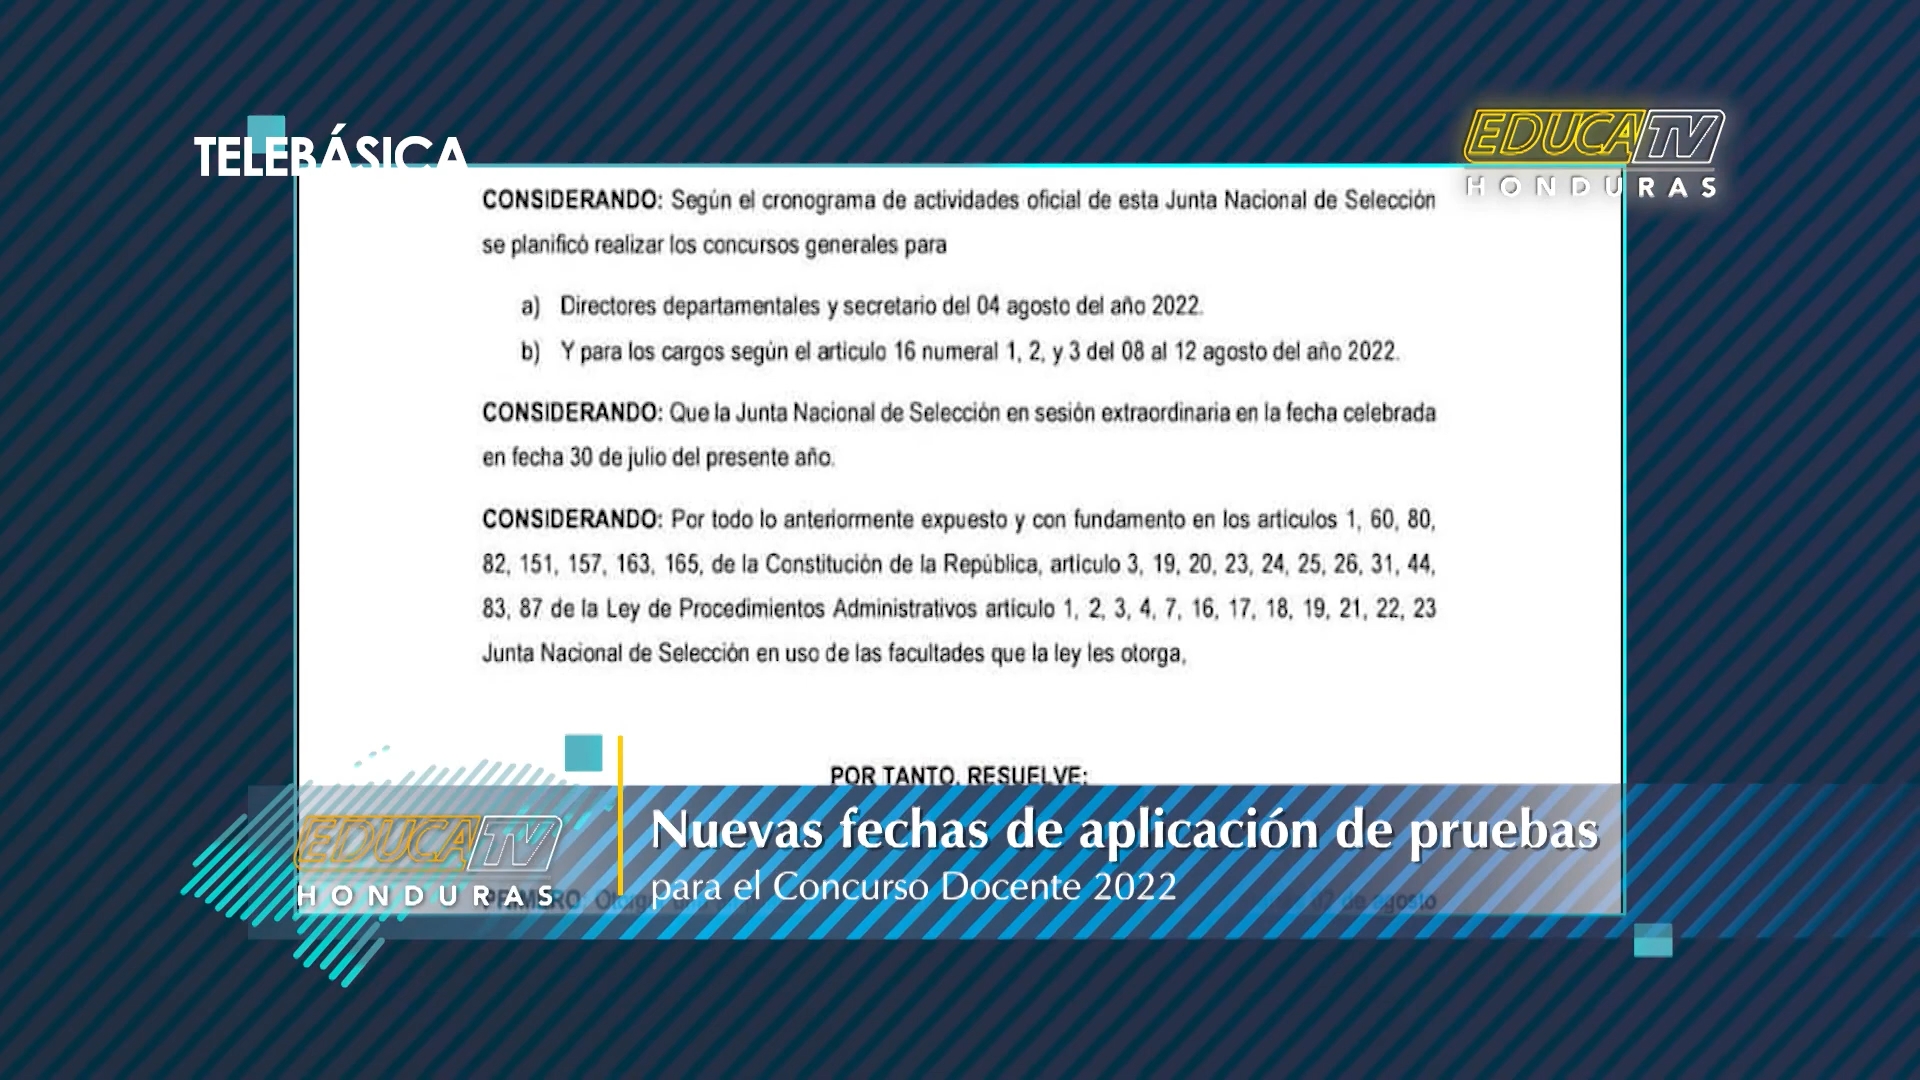 TELEBÁSICA
EDUCATV
HONDURAS
CONSIDERANDO: Según el cronograma de actividades oficial de esta Junta Nacional de Selección
se planificó realizar los concursos generales para
a) Directores departamentales y secretario del 04 agosto del año 2022.
b) Y para los cargos según el artículo 16 numeral 1, 2, y 3 del 08 al 12 agosto del año 2022.
CONSIDERANDO: Que la Junta Nacional de Selección en sesión extraordinaria en la fecha celebrada
en fecha 30 de julio del presente año.
CONSIDERANDO: Por todo lo anteriormente expuesto y con fundamento en los artículos 1, 60, 80,
82, 151, 157, 163, 165, de la Constitución de la República, artículo 3, 19, 20, 23, 24, 25, 26, 31, 44,
83, 87 de la Ley de Procedimientos Administrativos artículo 1, 2, 3, 4, 7, 16, 17, 18, 19, 21, 22, 23
Junta Nacional de Selección en uso de las facultades que la ley les otorga,
POR TANTO, RESUELVE:
Nuevas fechas de aplicación de pruebas
para el Concurso Docente 2022
EDUCATV
HONDURAS
PRIMERO: de agosto